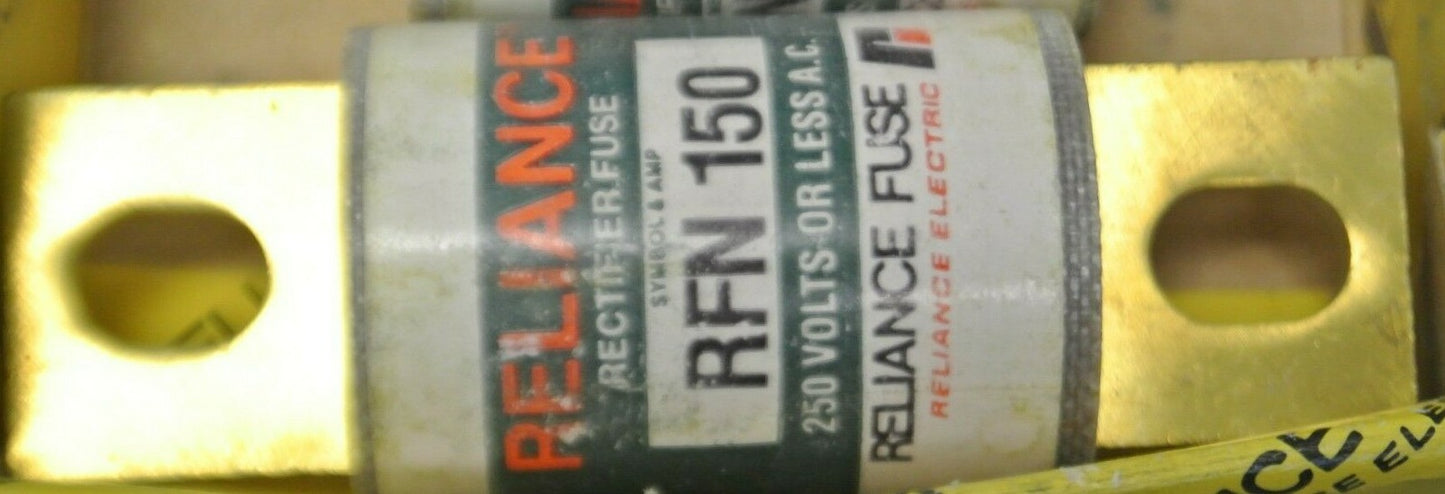 RELIANCE
RECTIFIER FUSE
SYMBOL & AMP
RFN 150
250 VOLTS OR LESS A.C.
RELIANCE FUSE
RELIANCE ELECTRIC